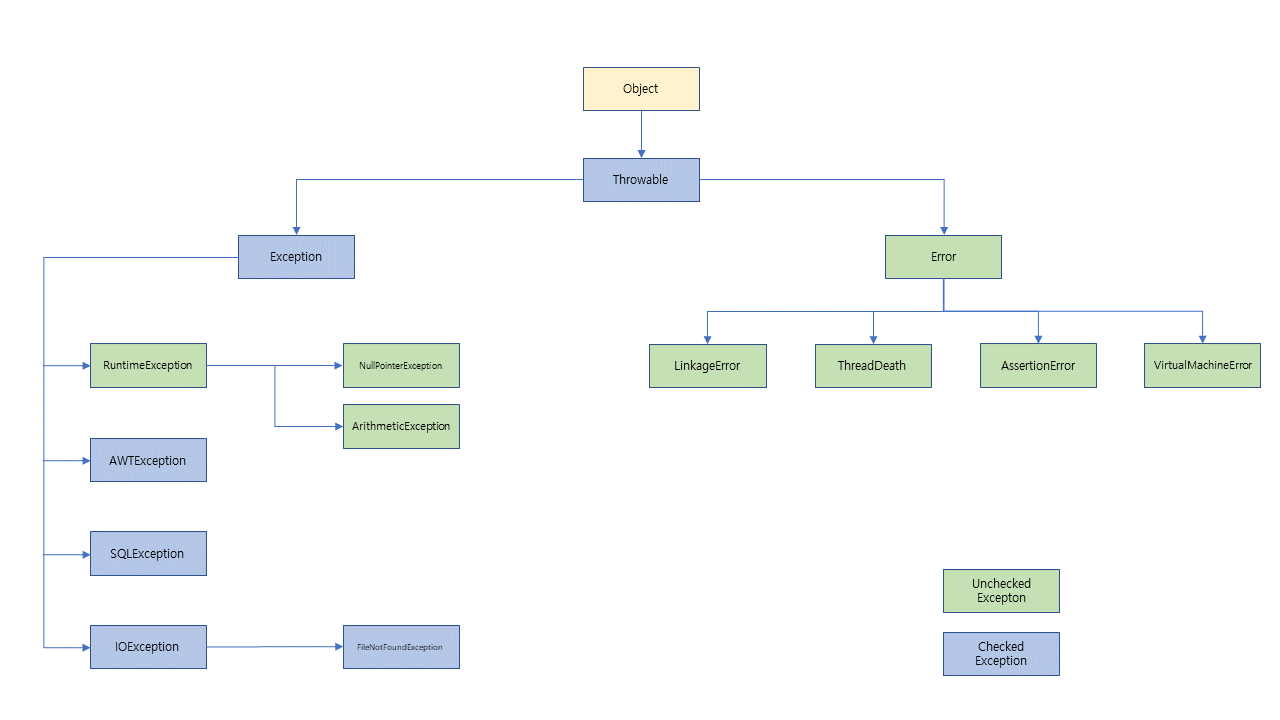 Object
Throwable
Exception
Error
RuntimeException
NullPointerException
LinkageError
ThreadDeath
AssertionError
VirtualMachineError
ArithmeticException
AWTException
SQLException
Unchecked
Excepton
IOException
FileNotFoundException
Checked
Exception